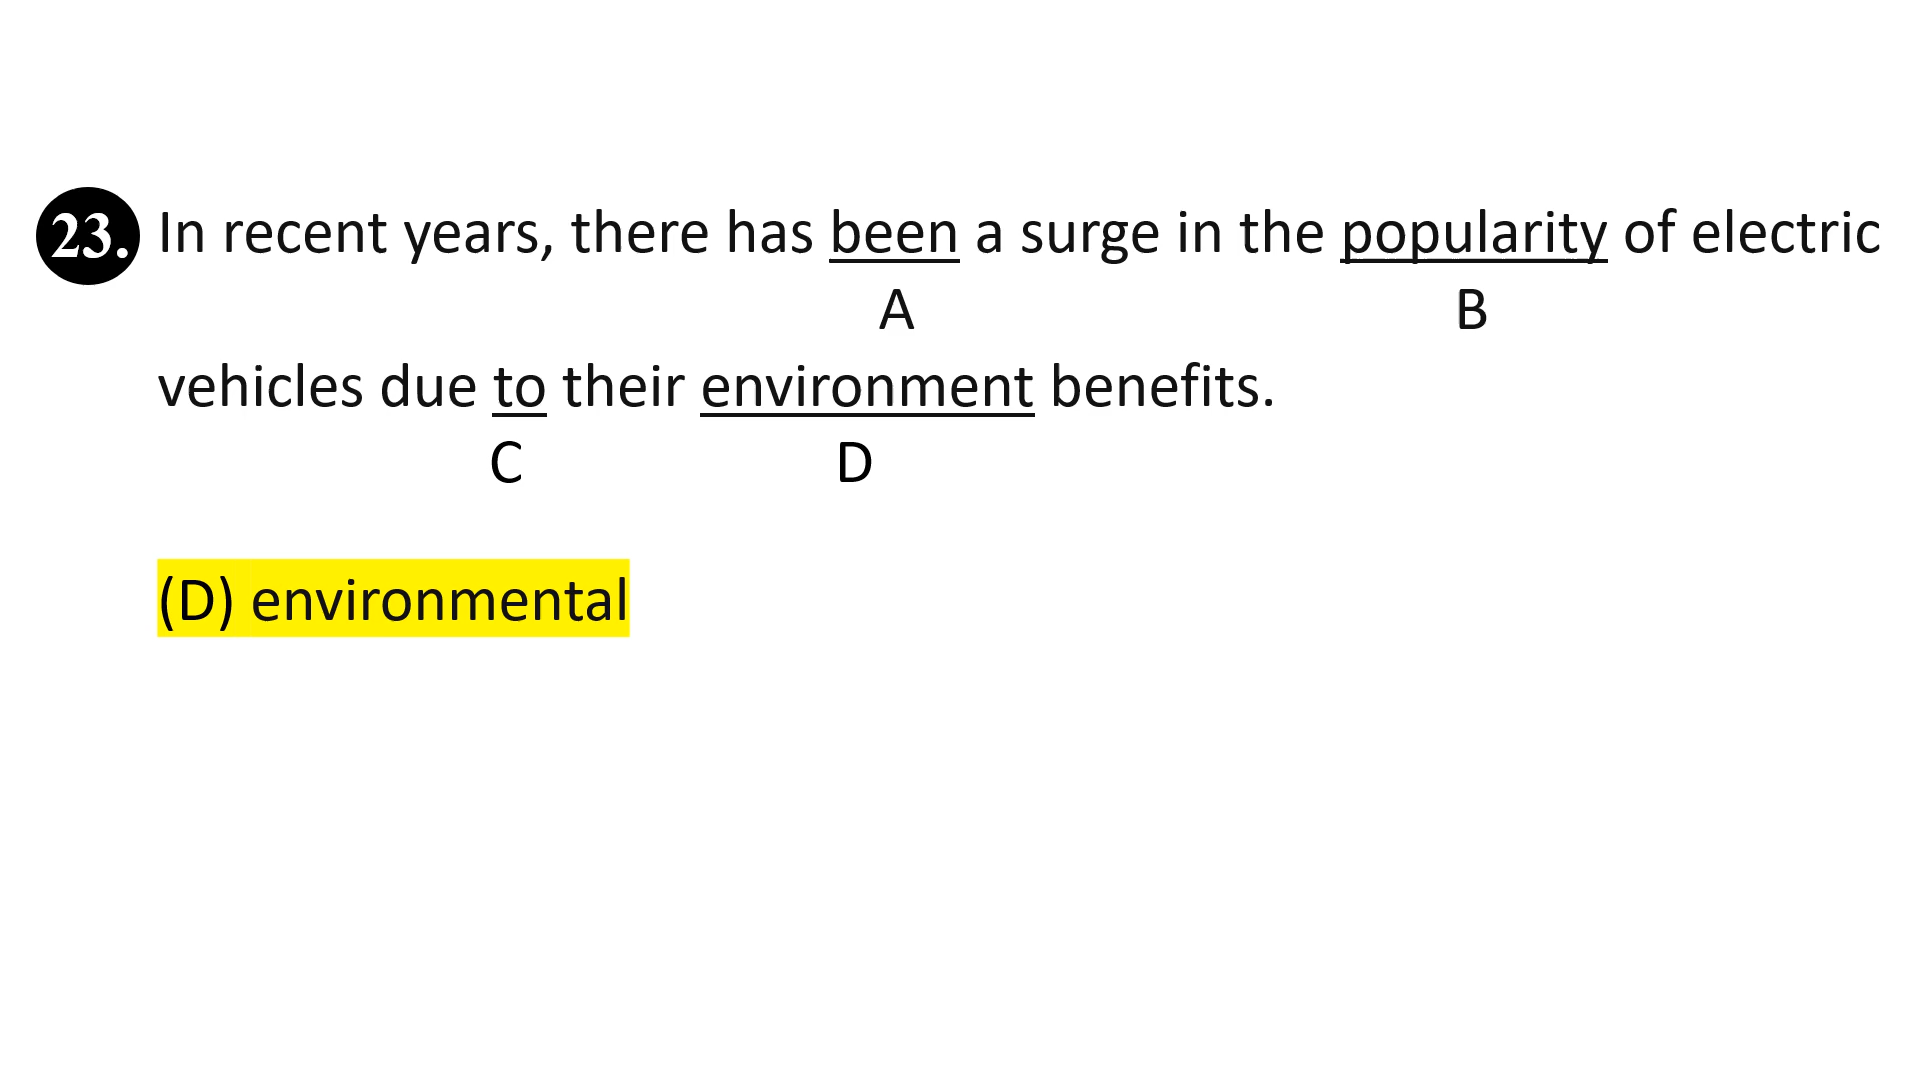 23. In recent years, there has been a surge in the popularity of electric
A B
vehicles due to their environment benefits.
C D
(D) environmental